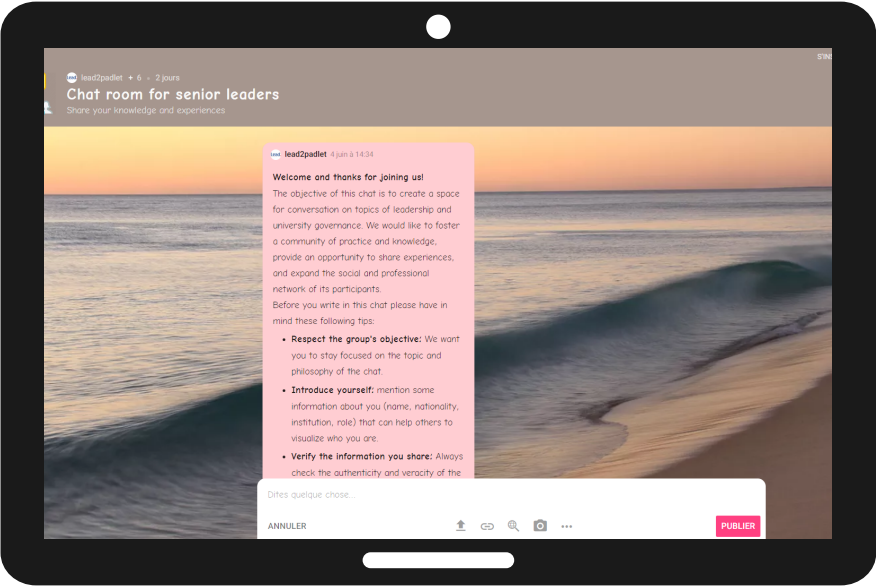 S'INS
lead2padlet + 6 • 2 jours
Chat room for senior leaders
Share your knowledge and experiences
lead2padlet 4 juin à 14:34
Welcome and thanks for joining us!
The objective of this chat is to create a space
for conversation on topics of leadership and
university governance. We would like to foster
a community of practice and knowledge,
provide an opportunity to share experiences,
and expand the social and professional
network of its participants.
Before you write in this chat please have in
mind these following tips:
• Respect the group's objective: We want
you to stay focused on the topic and
philosophy of the chat.
• Introduce yourself: mention some
information about you (name, nationality,
institution, role) that can help others to
visualize who you are.
• Verify the information you share: Always
check the authenticity and veracity of the
Dites quelque chose...
ANNULER
PUBLIER